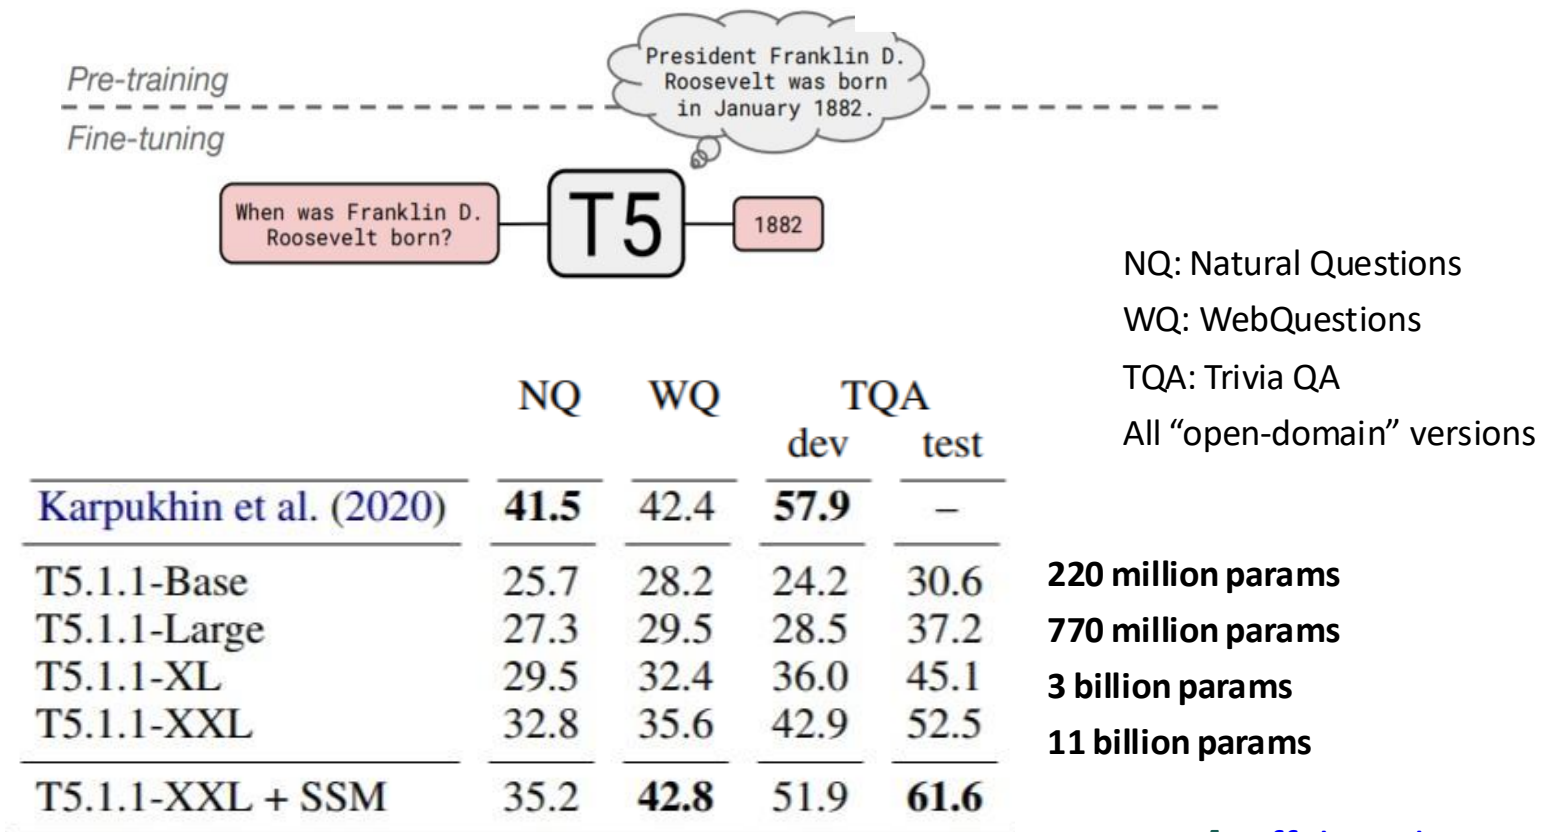 Pre-training
President Franklin D.
Roosevelt was born
in January 1882.
Fine-tuning
When was Franklin D.
Roosevelt born?
T5
1882
NQ: Natural Questions
WQ: WebQuestions
TQA: Trivia QA
All “open-domain” versions
NQ WQ TQA
dev test
Karpukhin et al. (2020) 41.5 42.4 57.9 –
T5.1.1-Base 25.7 28.2 24.2 30.6 220 million params
T5.1.1-Large 27.3 29.5 28.5 37.2 770 million params
T5.1.1-XL 29.5 32.4 36.0 45.1 3 billion params
T5.1.1-XXL 32.8 35.6 42.9 52.5 11 billion params
T5.1.1-XXL + SSM 35.2 42.8 51.9 61.6